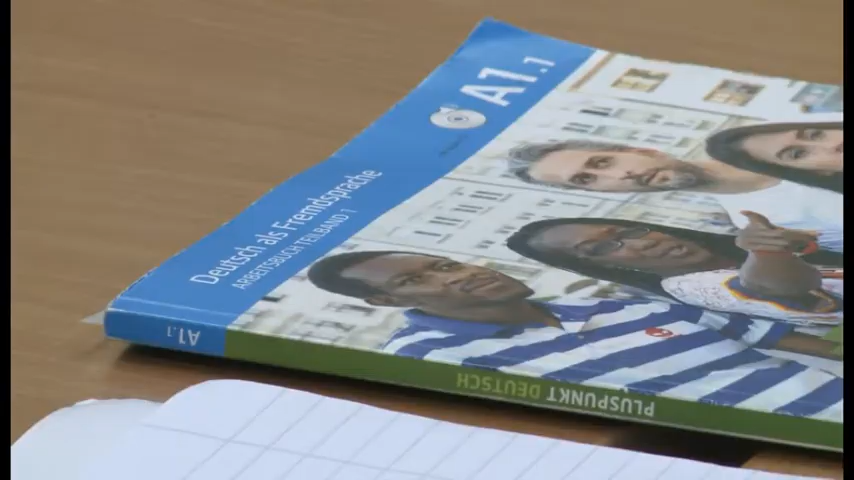 A1.1
Deutsch als Fremdsprache
ARBEITSBUCH TEILBAND 1
A1.1
PLUSPUNKT DEUTSCH